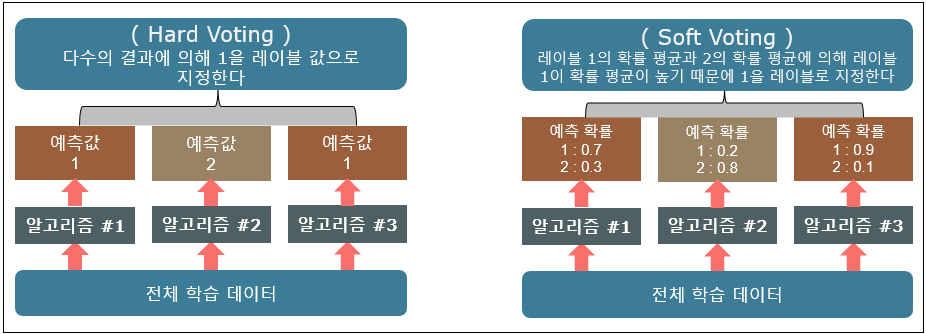 ( Hard Voting )
다수의 결과에 의해 1을 레이블 값으로
지정한다
예측값
1
예측값
2
예측값
1
알고리즘 #1
알고리즘 #2
알고리즘 #3
전체 학습 데이터
( Soft Voting )
레이블 1의 확률 평균과 2의 확률 평균에 의해 레이블
1이 확률 평균이 높기 때문에 1을 레이블로 지정한다
예측 확률
1 : 0.7
2 : 0.3
예측 확률
1 : 0.2
2 : 0.8
예측 확률
1 : 0.9
2 : 0.1
알고리즘 #1
알고리즘 #2
알고리즘 #3
전체 학습 데이터